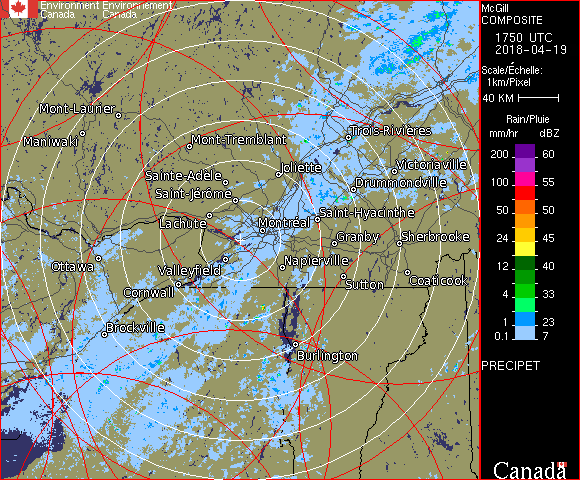 Environment Environnement
Canada Canada
McGill
COMPOSITE
1750 UTC
2018-04-19
Scale/Échelle:
1km/Pixel
40 KM
Rain/Pluie
mm/hr dBZ
200 60
100 55
50 50
24 45
12 40
4 33
1 23
0.1 7
PRECIPET
Canada
Mont-Laurier
Maniwaki
Mont-Tremblant
Trois-Rivières
Joliette
Victoriaville
Sainte-Adèle
Drummondville
Saint-Jérôme
Saint-Hyacinthe
Lachute
Montréal
Granby
Sherbrooke
Ottawa
Valleyfield
Napierville
Sutton
Coaticook
Cornwall
Brockville
Burlington